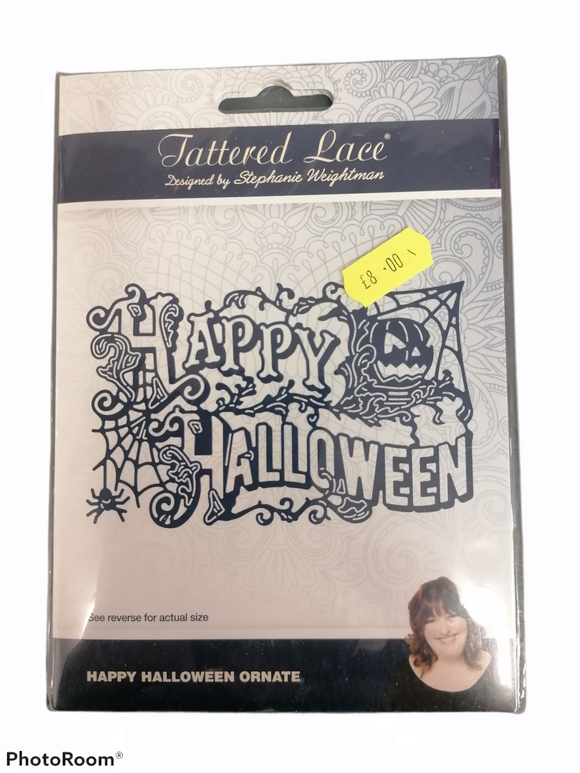 Tattered Lace®
Designed by Stephanie Weightman
£8.00
HAPPY
HALLOWEEN
See reverse for actual size
HAPPY HALLOWEEN ORNATE
PhotoRoom®